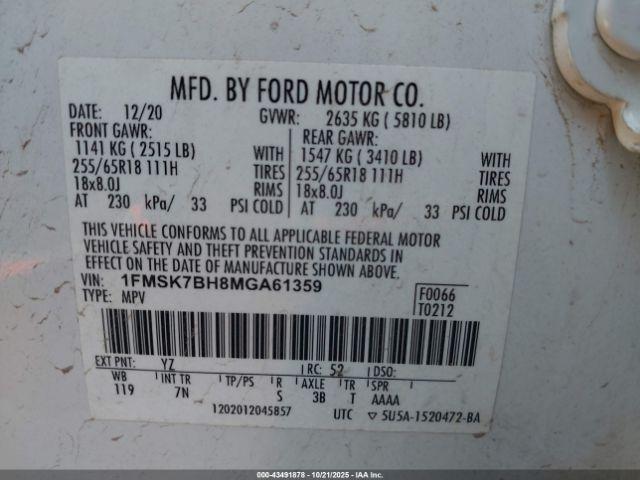 MFD. BY FORD MOTOR CO.
DATE: 12/20 GVWR: 2635 KG ( 5810 LB)
FRONT GAWR: REAR GAWR:
1141 KG ( 2515 LB) WITH 1547 KG ( 3410 LB) WITH
255/65R18 111H TIRES 255/65R18 111H TIRES
18x8.0J RIMS 18x8.0J RIMS
AT 230 kPa/ 33 PSI COLD AT 230 kPa/ 33 PSI COLD
THIS VEHICLE CONFORMS TO ALL APPLICABLE FEDERAL MOTOR
VEHICLE SAFETY AND THEFT PREVENTION STANDARDS IN
EFFECT ON THE DATE OF MANUFACTURE SHOWN ABOVE.
VIN: 1FMSK7BH8MGA61359 F0066
TYPE: MPV T0212
EXT PNT: YZ RC: 52 DSO:
WB INT TR TP/PS R AXLE TR SPR
119 7N S 3B T AAAA
1202012045857 UTC ▽ 5U5A-1520472-BA
000-43491878 | 10/21/2025 | IAA Inc.